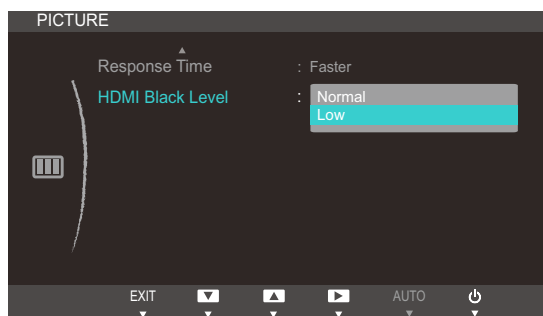 PICTURE
Response Time : Faster
HDMI Black Level : Normal
Low
EXIT AUTO